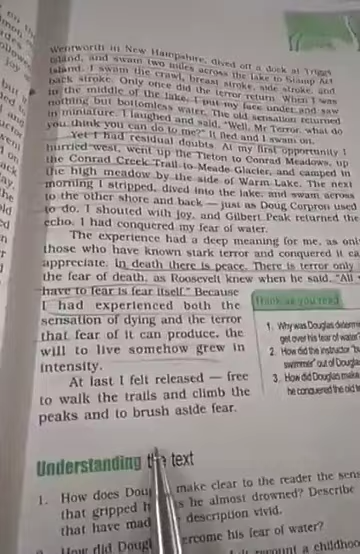 Wentworth in New Hampshire, dived off a dock at Triggs
Island, and swam two miles across the lake to Stamp Act
Island. I swam the crawl, breast stroke, side stroke, and
back stroke. Only once did the terror return. When I was
in the middle of the lake, I put my face under and saw
nothing but bottomless water. The old sensation returned
in miniature. I laughed and said, "Well, Mr Terror, what do
you think you can do to me?" It fled and I swam on.
Yet I had residual doubts. At my first opportunity I
hurried west, went up the Tieton to Conrad Meadows, up
the Conrad Creek Trail to Meade Glacier, and camped in
the high meadow by the side of Warm Lake. The next
morning I stripped, dived into the lake, and swam across
to the other shore and back — just as Doug Corpron used
to do. I shouted with joy, and Gilbert Peak returned the
echo. I had conquered my fear of water.
The experience had a deep meaning for me, as only
those who have known stark terror and conquered it ca
appreciate. In death there is peace. There is terror only
the fear of death, as Roosevelt knew when he said, "All
have to fear is fear itself." Because
I had experienced both the
sensation of dying and the terror
that fear of it can produce, the
will to live somehow grew in
intensity.
At last I felt released — free
to walk the trails and climb the
peaks and to brush aside fear.
Think as you read
1. Why was Douglas determi
get over his fear of water?
2. How did the instructor "bu
swimmer" out of Douglas
3. How did Douglas make
he conquered the old te
Understanding the text
1. How does Doug make clear to the reader the sens
that gripped h s he almost drowned? Describe
that have mad description vivid.
How did Dougl ercome his fear of water?
unt a childhoo